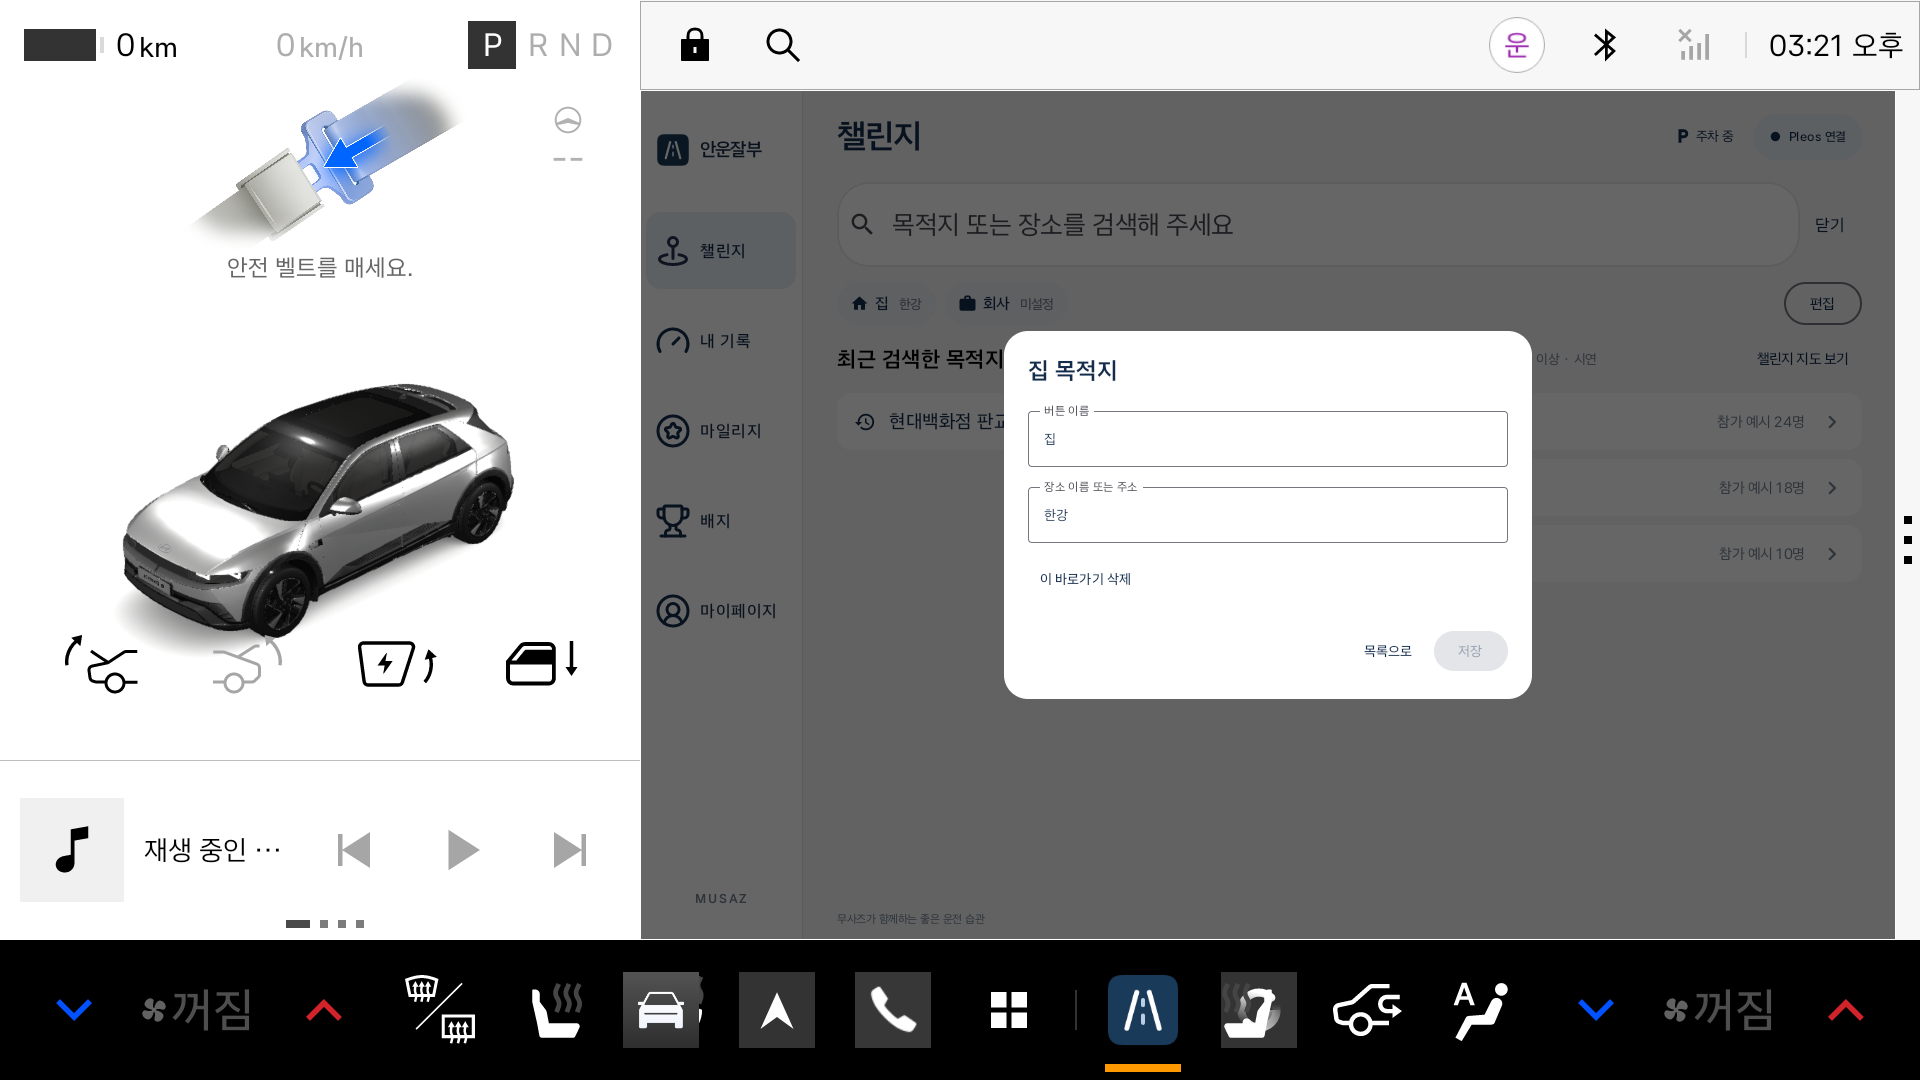 0 km
0 km/h
P R N D
안전 벨트를 매세요.
재생 중인 ···
운
03:21 오후
안운잘부
챌린지
내 기록
마일리지
배지
마이페이지
MUSAZ
챌린지
P 주차 중
Pleos 연결
목적지 또는 장소를 검색해 주세요
닫기
집 한강
회사 미설정
편집
최근 검색한 목적지
이상 · 시연
챌린지 지도 보기
현대백화점 판교
참가 예시 24명
참가 예시 18명
참가 예시 10명
집 목적지
버튼 이름
집
장소 이름 또는 주소
한강
이 바로가기 삭제
목록으로
저장
무사즈가 함께하는 좋은 운전 습관
꺼짐
A
꺼짐